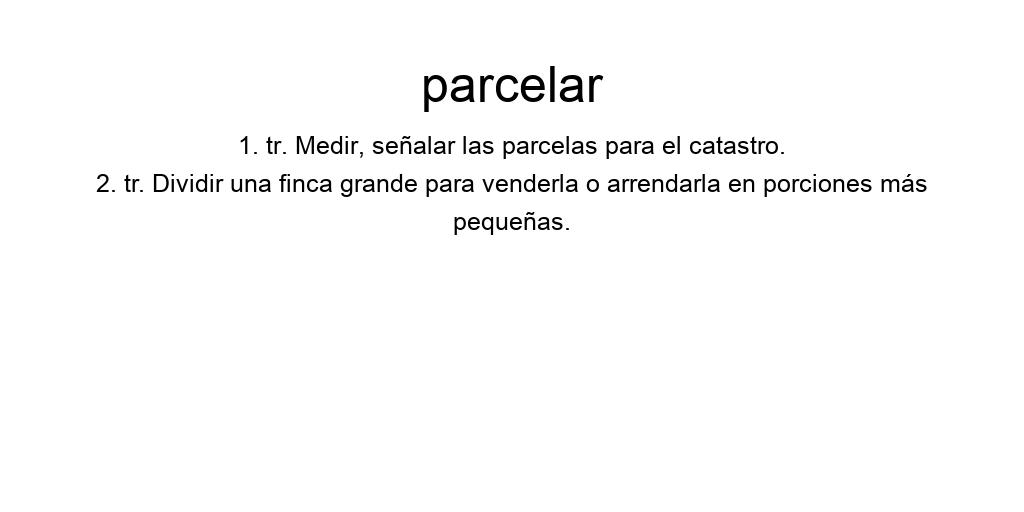 parcelar
1. tr. Medir, señalar las parcelas para el catastro.
2. tr. Dividir una finca grande para venderla o arrendarla en porciones más
pequeñas.